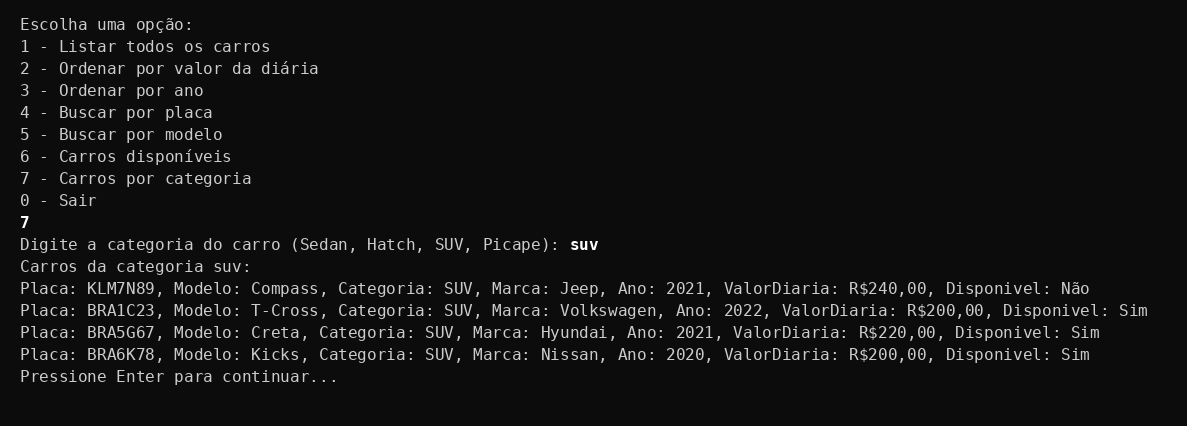 Escolha uma opção:
1 - Listar todos os carros
2 - Ordenar por valor da diária
3 - Ordenar por ano
4 - Buscar por placa
5 - Buscar por modelo
6 - Carros disponíveis
7 - Carros por categoria
0 - Sair
7
Digite a categoria do carro (Sedan, Hatch, SUV, Picape): suv
Carros da categoria suv:
Placa: KLM7N89, Modelo: Compass, Categoria: SUV, Marca: Jeep, Ano: 2021, ValorDiaria: R$240,00, Disponivel: Não
Placa: BRA1C23, Modelo: T-Cross, Categoria: SUV, Marca: Volkswagen, Ano: 2022, ValorDiaria: R$200,00, Disponivel: Sim
Placa: BRA5G67, Modelo: Creta, Categoria: SUV, Marca: Hyundai, Ano: 2021, ValorDiaria: R$220,00, Disponivel: Sim
Placa: BRA6K78, Modelo: Kicks, Categoria: SUV, Marca: Nissan, Ano: 2020, ValorDiaria: R$200,00, Disponivel: Sim
Pressione Enter para continuar...